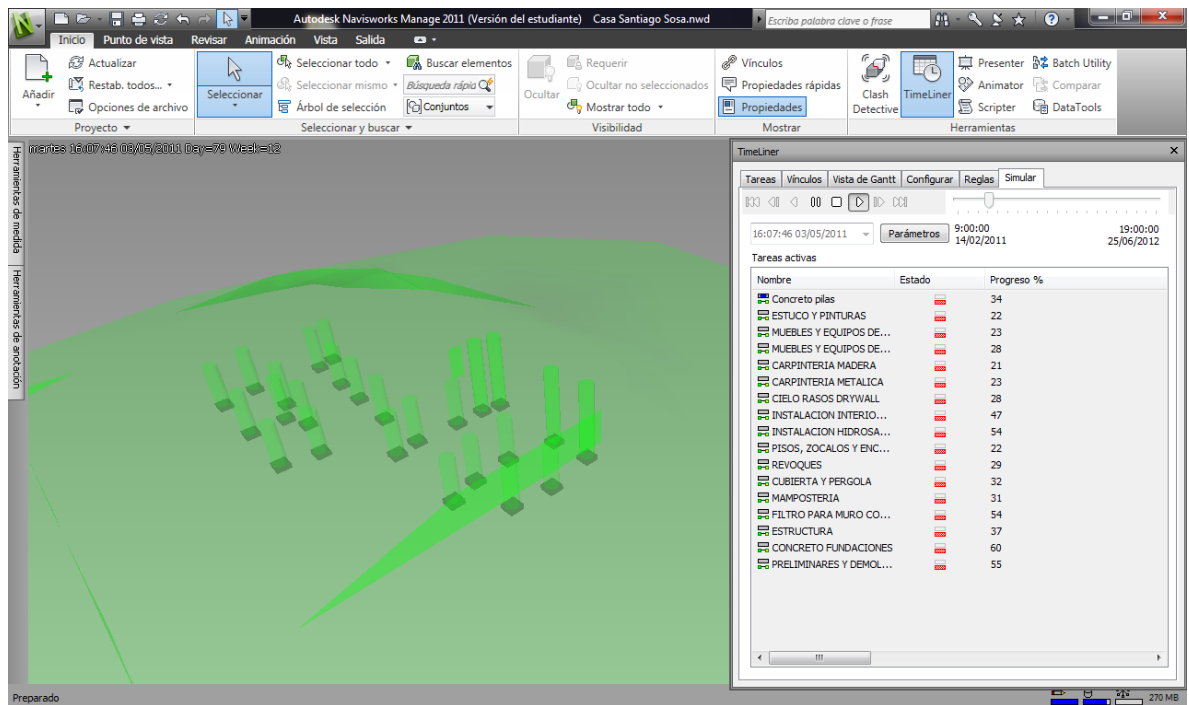 Autodesk Navisworks Manage 2011 (Versión del estudiante) Casa Santiago Sosa.nwd
Escriba palabra clave o frase
Inicio Punto de vista Revisar Animación Vista Salida
Añadir
Actualizar
Restab. todos...
Opciones de archivo
Proyecto
Seleccionar
Seleccionar todo
Seleccionar mismo
Árbol de selección
Buscar elementos
Búsqueda rápia
Conjuntos
Seleccionar y buscar
Ocultar
Requerir
Ocultar no seleccionados
Mostrar todo
Visibilidad
Vínculos
Propiedades rápidas
Propiedades
Mostrar
Clash Detective
TimeLiner
Presenter
Animator
Scripter
Batch Utility
Comparar
DataTools
Herramientas
Herramientas de medida
Herramientas de anotación
martes 16:07:46 03/05/2011 Day=79 Week=12
TimeLiner
Tareas Vínculos Vista de Gantt Configurar Reglas Simular
16:07:46 03/05/2011
Parámetros
9:00:00
14/02/2011
19:00:00
25/06/2012
Tareas activas
Nombre Estado Progreso %
Concreto pilas 34
ESTUCO Y PINTURAS 22
MUEBLES Y EQUIPOS DE... 23
MUEBLES Y EQUIPOS DE... 28
CARPINTERIA MADERA 21
CARPINTERIA METALICA 23
CIELO RASOS DRYWALL 28
INSTALACION INTERIO... 47
INSTALACION HIDROSA... 54
PISOS, ZOCALOS Y ENC... 22
REVOQUES 29
CUBIERTA Y PERGOLA 32
MAMPOSTERIA 31
FILTRO PARA MURO CO... 54
ESTRUCTURA 37
CONCRETO FUNDACIONES 60
PRELIMINARES Y DEMOL... 55
Preparado
270 MB